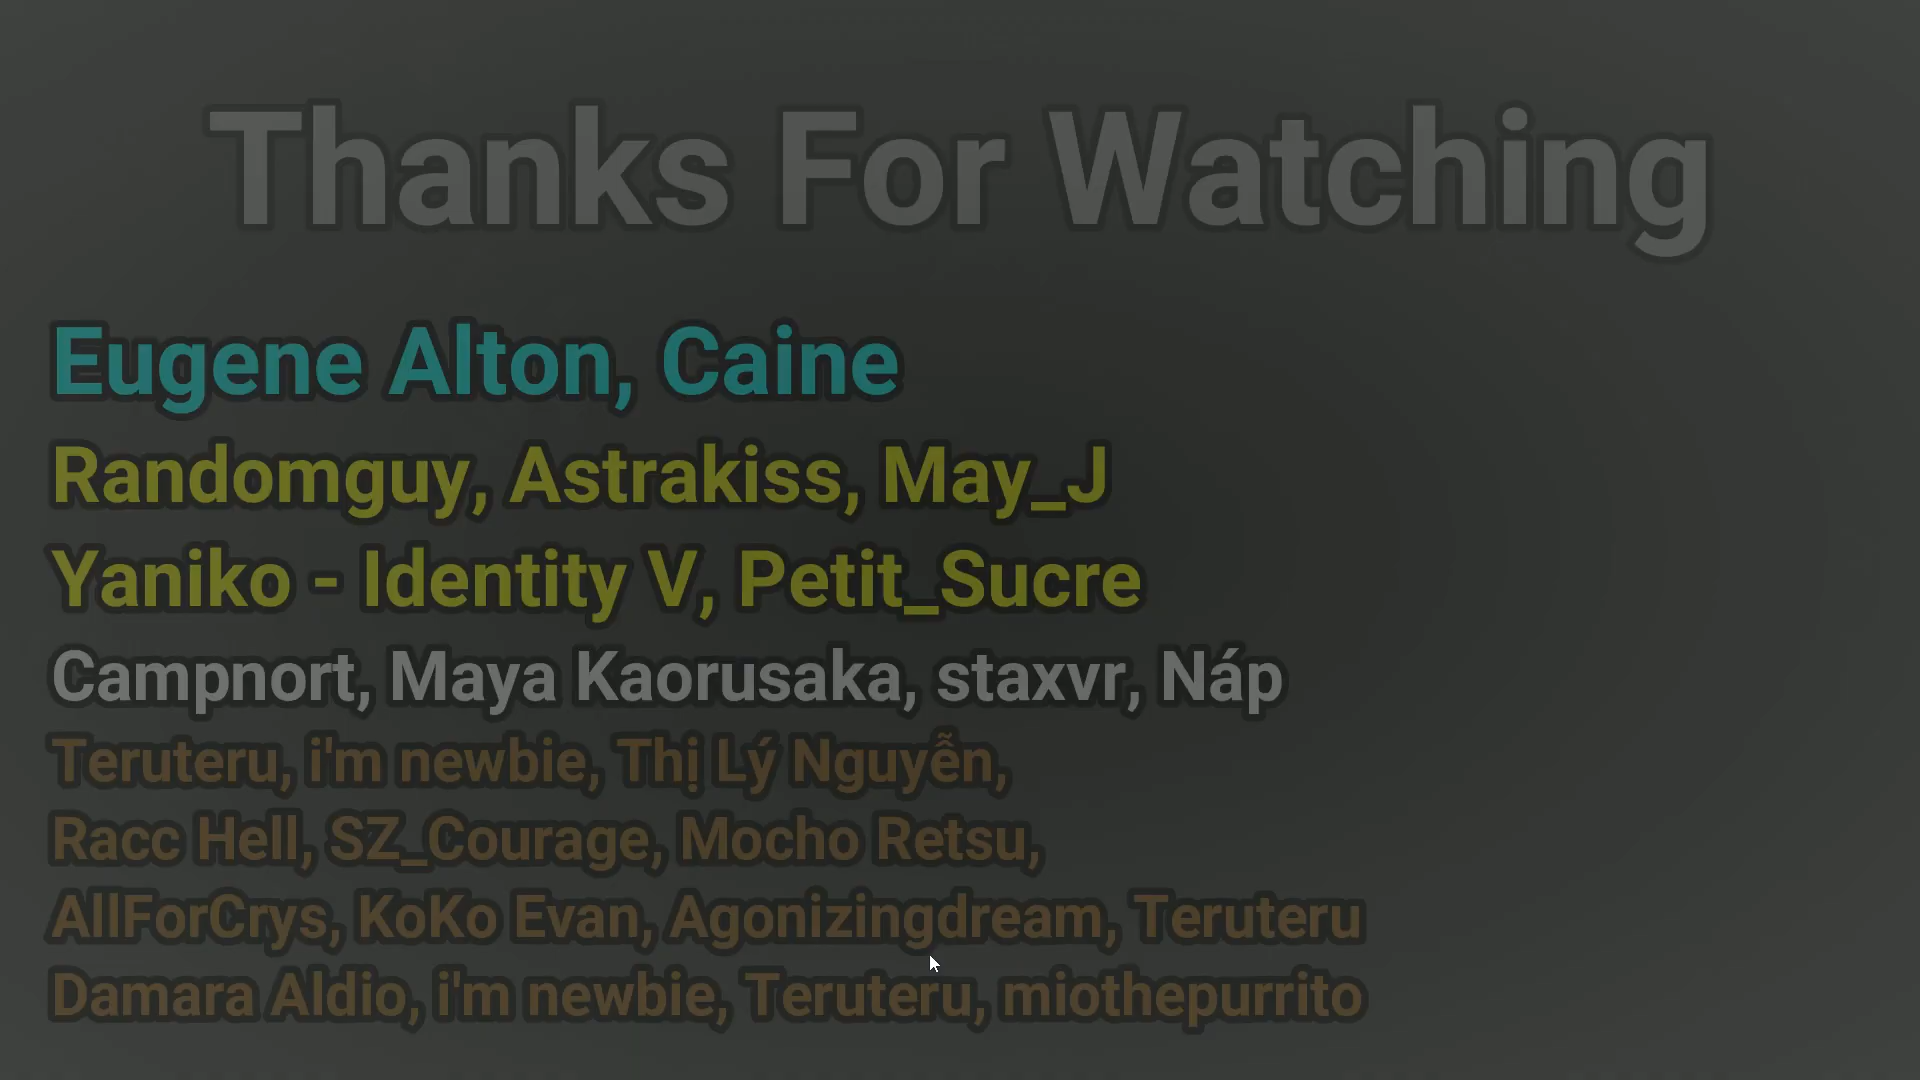 Thanks For Watching
Eugene Alton, Caine
Randomguy, Astrakiss, May_J
Yaniko - Identity V, Petit_Sucre
Campnort, Maya Kaorusaka, staxvr, Náp
Teruteru, i'm newbie, Thị Lý Nguyễn,
Racc Hell, SZ_Courage, Mocho Retsu,
AllForCrys, KoKo Evan, Agonizingdream, Teruteru
Damara Aldio, i'm newbie, Teruteru, miothepurrito